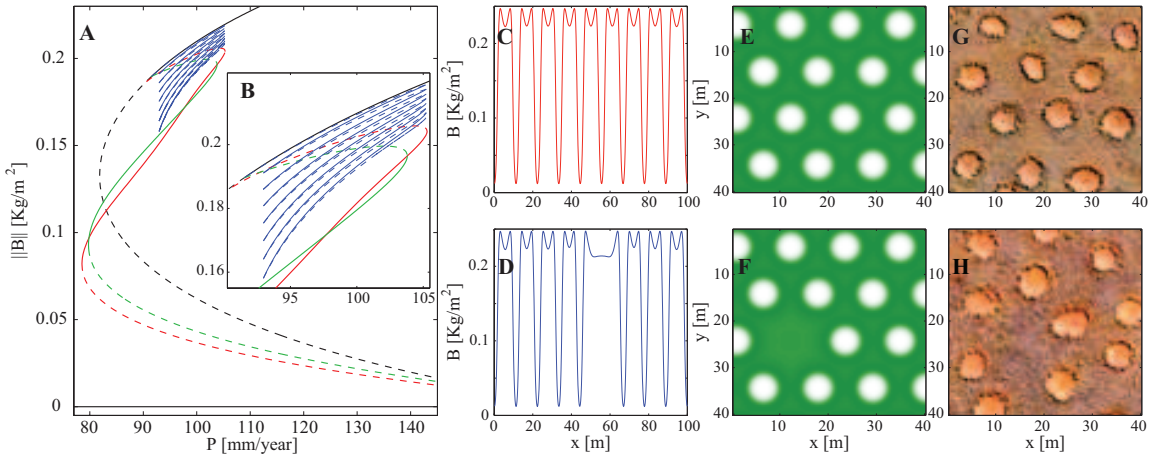 A
||B|| [Kg/m²]
0.2
0.15
0.1
0.05
0
80 90 100 110 120 130 140
P [mm/year]
B
0.2
0.18
0.16
95 100 105
C
B [Kg/m²]
0.2
0.1
0
0 20 40 60 80 100
D
B [Kg/m²]
0.2
0.1
0
0 20 40 60 80 100
x [m]
E
y [m]
10
20
30
40
10 20 30 40
F
y [m]
10
20
30
40
10 20 30 40
x [m]
G
10
20
30
40
10 20 30 40
H
10
20
30
40
10 20 30 40
x [m]